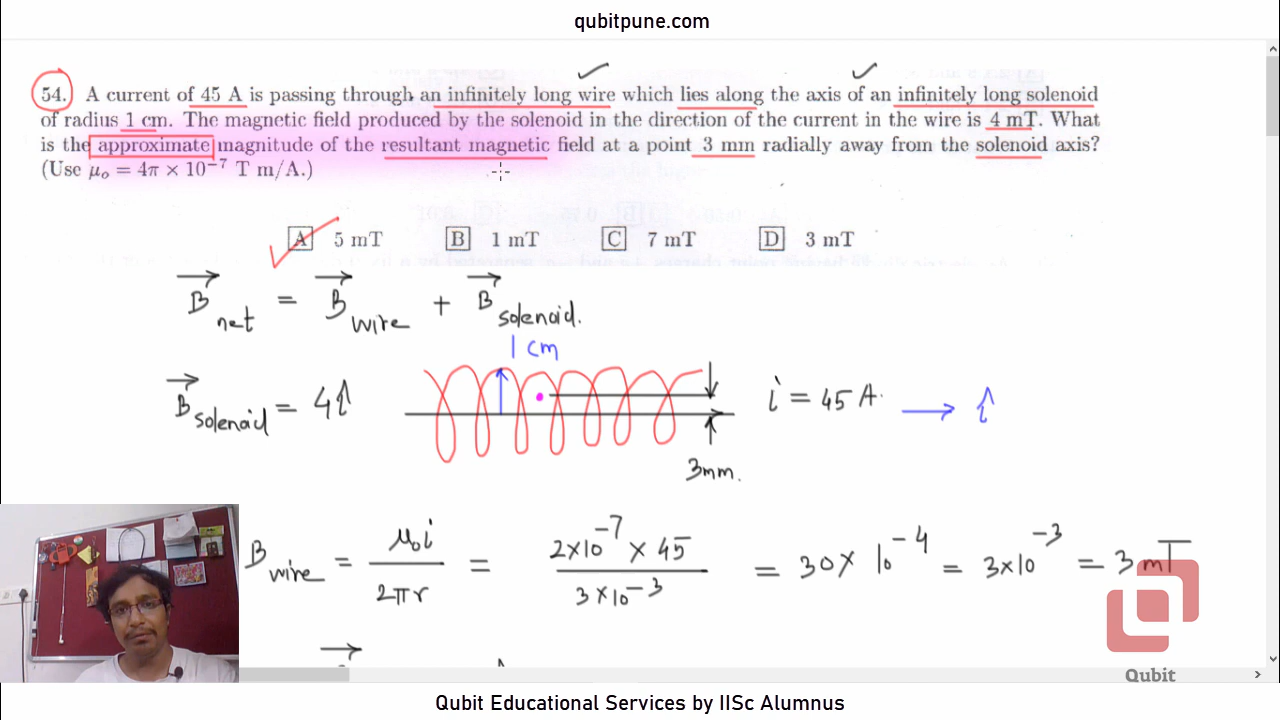 qubitpune.com
54. A current of 45 A is passing through an infinitely long wire which lies along the axis of an infinitely long solenoid
of radius 1 cm. The magnetic field produced by the solenoid in the direction of the current in the wire is 4 mT. What
is the approximate magnitude of the resultant magnetic field at a point 3 mm radially away from the solenoid axis?
(Use μo = 4π × 10⁻⁷ T m/A.)
A 5 mT B 1 mT C 7 mT D 3 mT
B⃗ net = B⃗ wire + B⃗ solenoid.
1 cm
B⃗ solenoid = 4î i = 45 A. → î
3mm.
B wire = μ₀i / 2πr = 2×10⁻⁷ × 45 / 3×10⁻³ = 30 × 10⁻⁴ = 3×10⁻³ = 3 mT
Qubit
Qubit Educational Services by IISc Alumnus